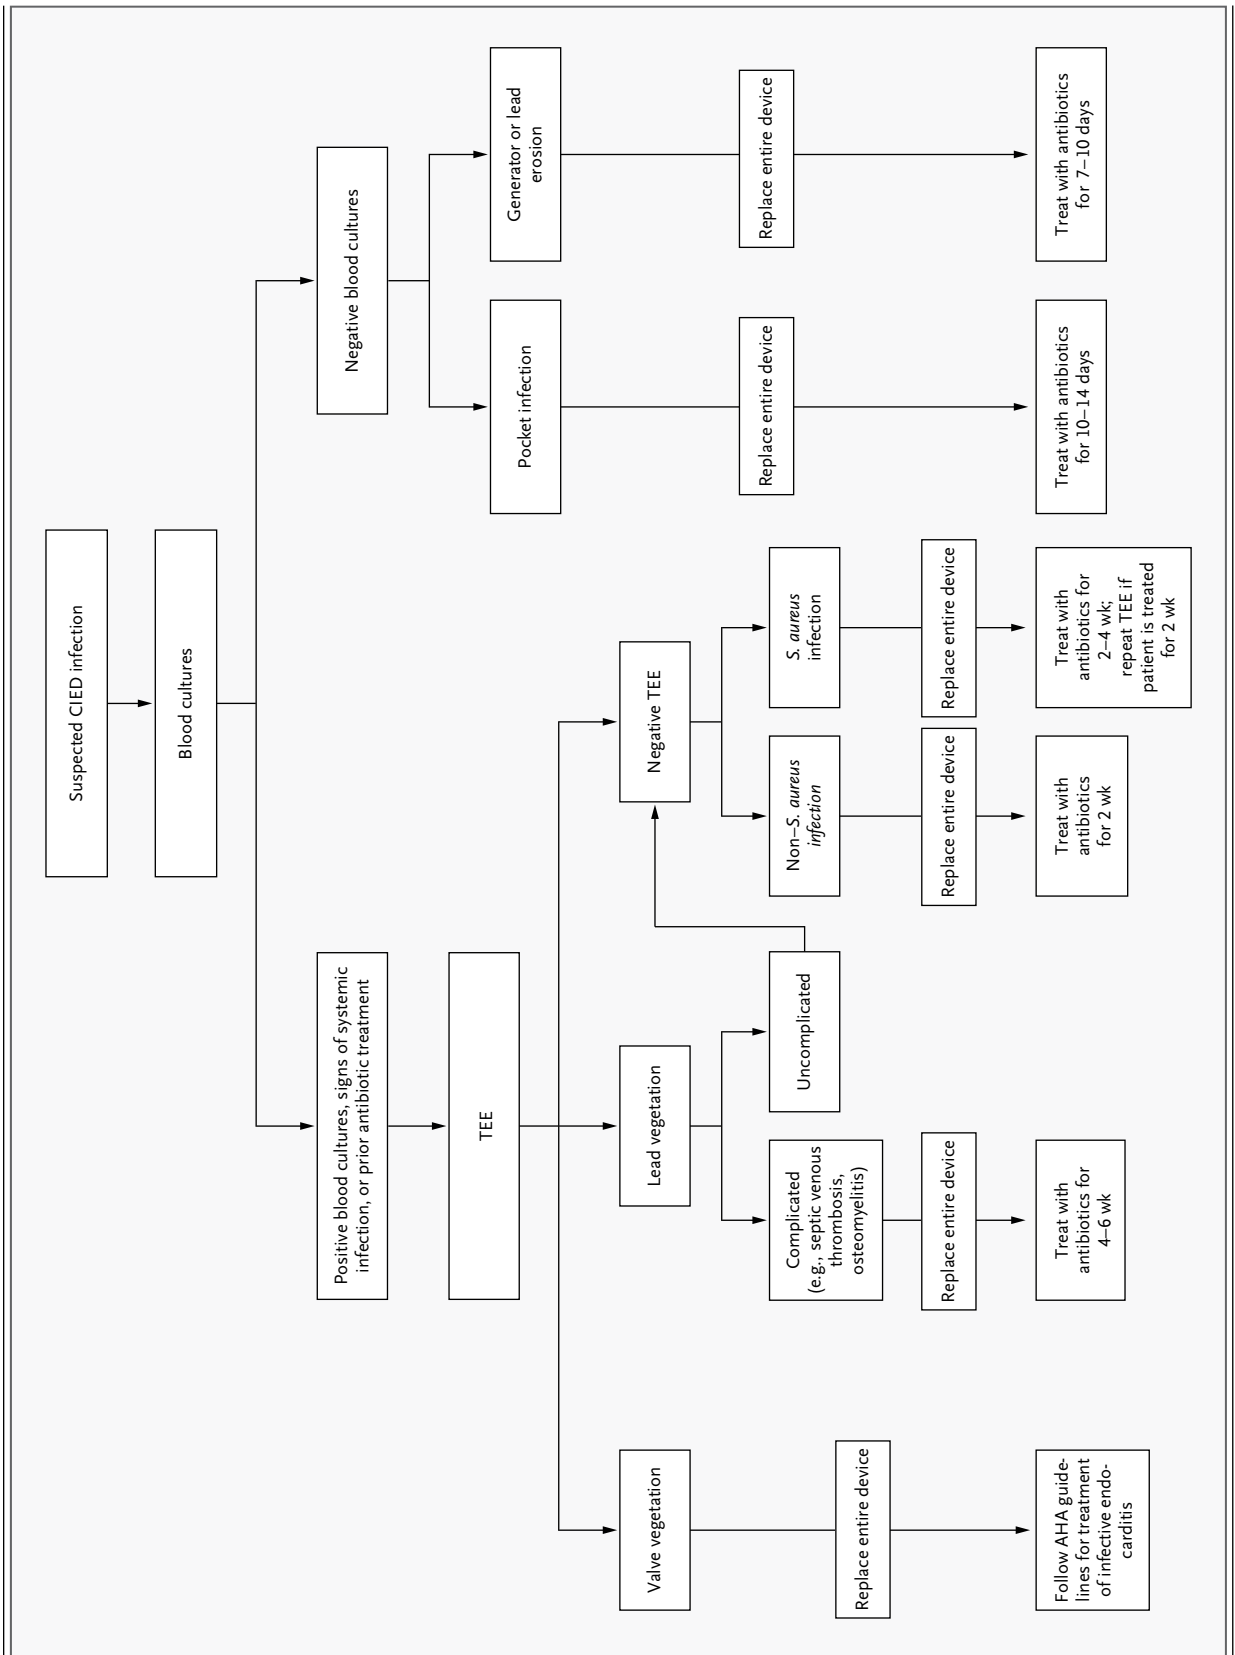 Suspected CIED infection
Blood cultures
Positive blood cultures, signs of systemic
infection, or prior antibiotic treatment
Negative blood cultures
TEE
Pocket infection
Generator or lead
erosion
Valve vegetation
Lead vegetation
Negative TEE
Complicated
(e.g., septic venous
thrombosis,
osteomyelitis)
Uncomplicated
Non–S. aureus
infection
S. aureus
infection
Replace entire device
Replace entire device
Replace entire device
Replace entire device
Replace entire device
Replace entire device
Follow AHA guide-
lines for treatment
of infective endo-
carditis
Treat with
antibiotics for
4–6 wk
Treat with
antibiotics
for 2 wk
Treat with
antibiotics for
2–4 wk;
repeat TEE if
patient is treated
for 2 wk
Treat with antibiotics
for 10–14 days
Treat with antibiotics
for 7–10 days